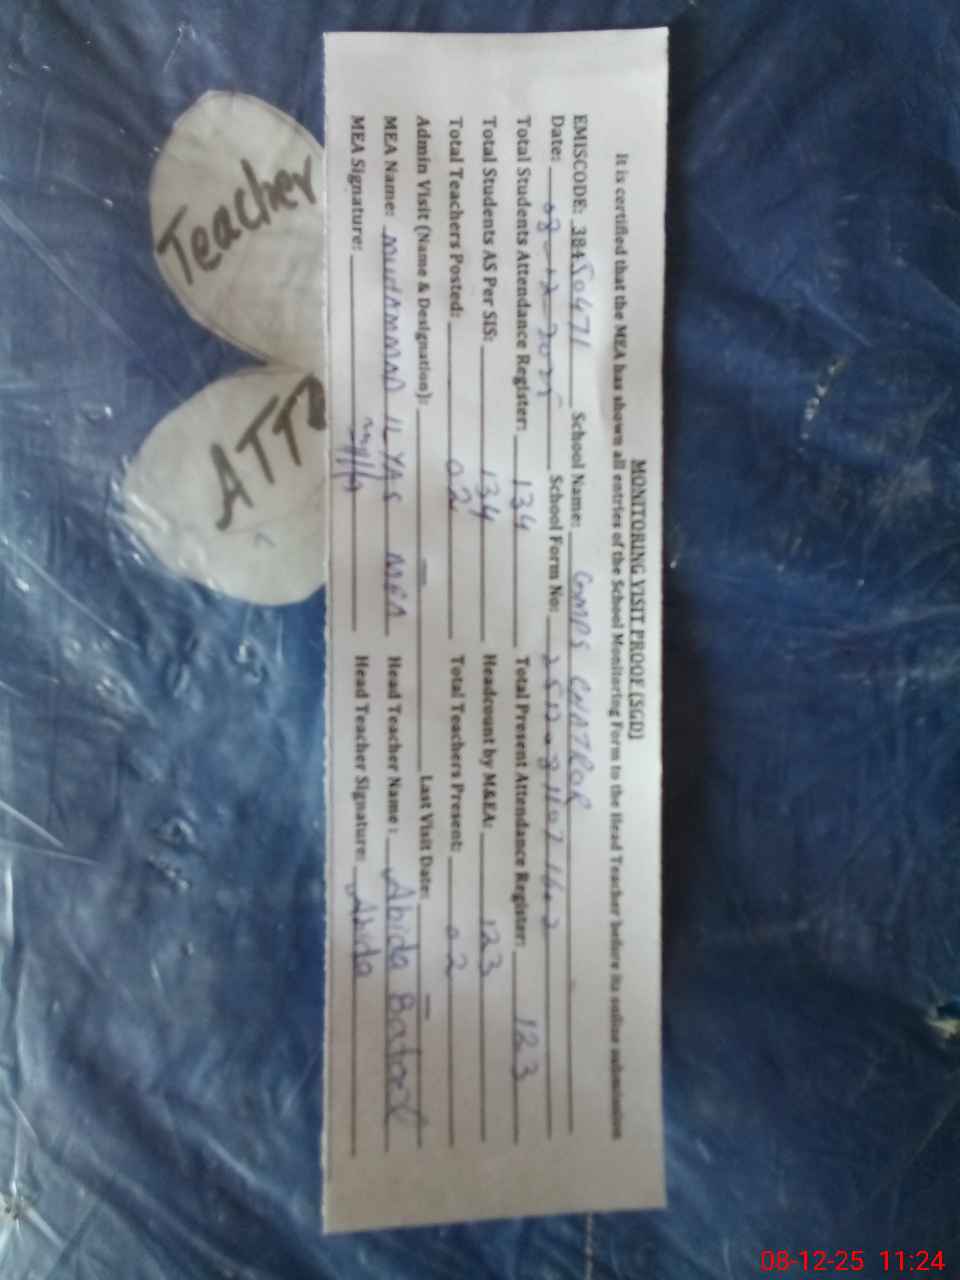 MONITORING VISIT PROOF (SGD)
It is certified that the MEA has shown all entries of the School Monitoring Form to the Head Teacher before its online submission
EMISCODE: 38450471 School Name: GMPS CHATROR
Date: 08-12-2025 School Form No:
Total Students Attendance Register: 134 Total Present Attendance Register: 123
Total Students AS Per SIS: 134 Headcount by M&EA: 123
Total Teachers Posted: 02 Total Teachers Present: 02
Admin Visit (Name & Designation): — Last Visit Date: —
MEA Name: MUHAMMAD ILYAS MEA Head Teacher Name: Abida Batool
MEA Signature: Head Teacher Signature: Abida
Teacher
08-12-25 11:24